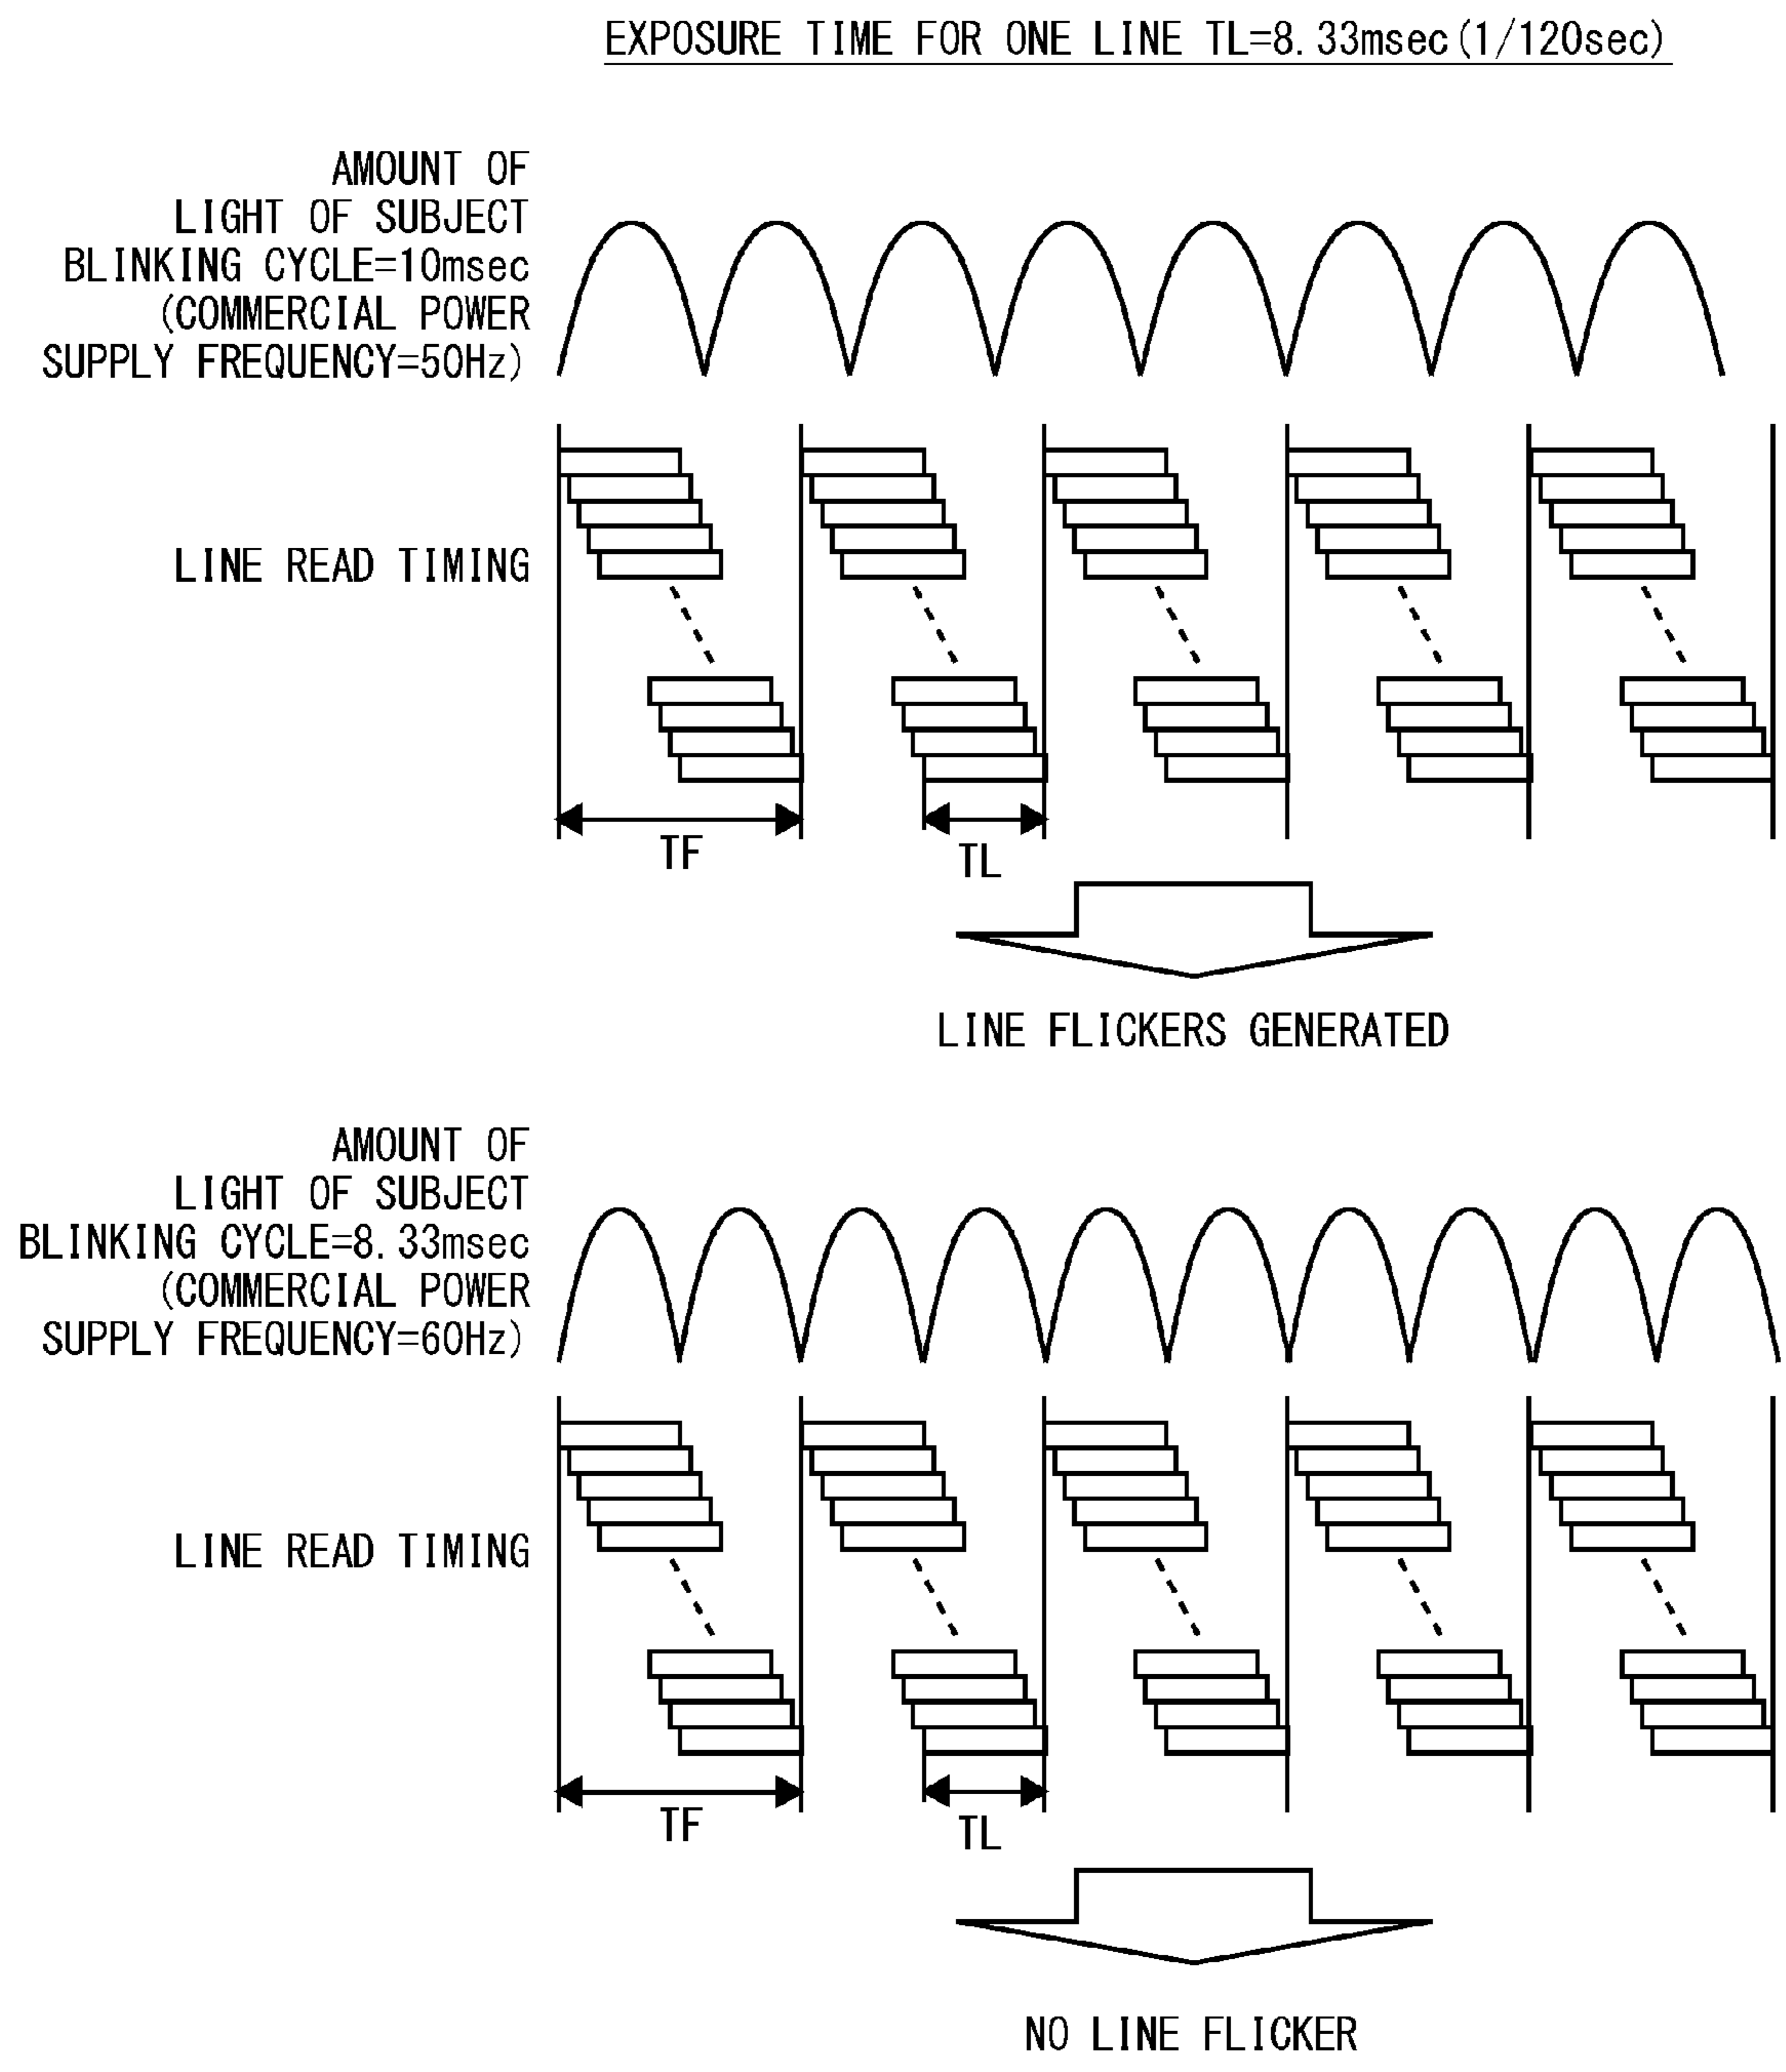 EXPOSURE TIME FOR ONE LINE TL=8.33msec(1/120sec)
AMOUNT OF
LIGHT OF SUBJECT
BLINKING CYCLE=10msec
(COMMERCIAL POWER
SUPPLY FREQUENCY=50Hz)
LINE READ TIMING
TF
TL
LINE FLICKERS GENERATED
AMOUNT OF
LIGHT OF SUBJECT
BLINKING CYCLE=8.33msec
(COMMERCIAL POWER
SUPPLY FREQUENCY=60Hz)
LINE READ TIMING
TF
TL
NO LINE FLICKER